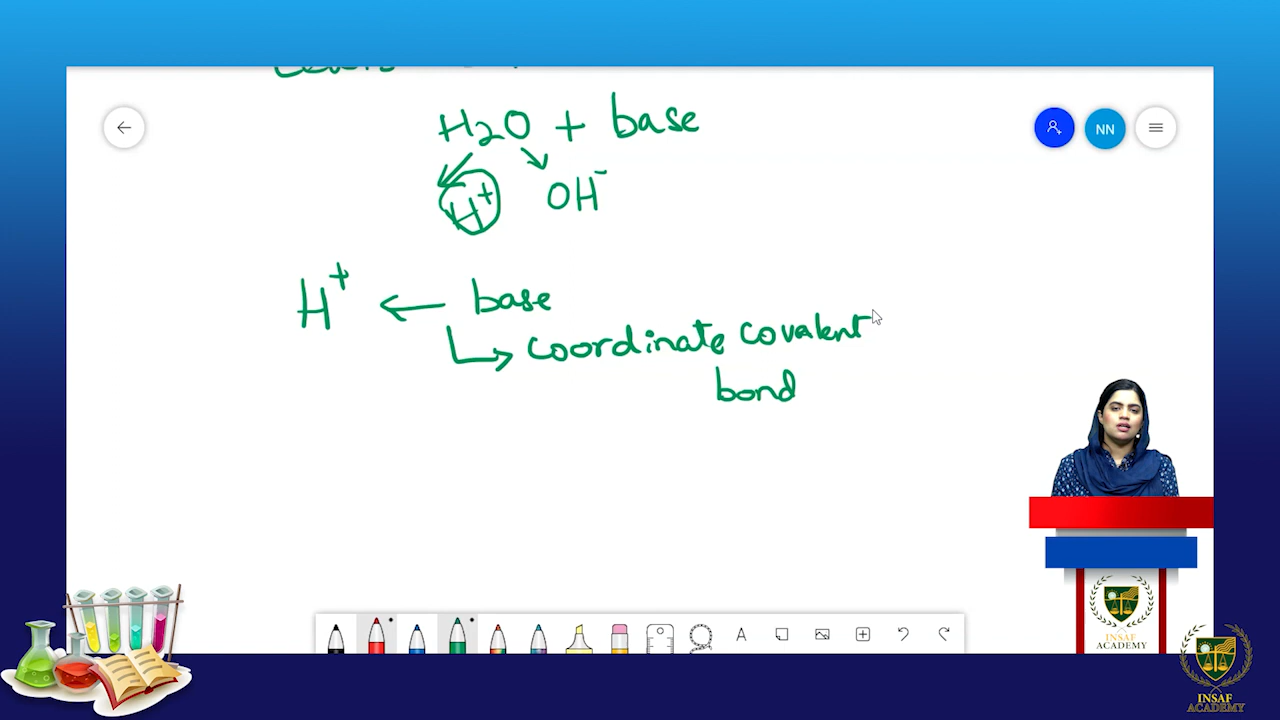 H2O + base
H+ OH-
H+ ← base
coordinate covalent
bond
NN
A
INSAF
ACADEMY
INSAF
ACADEMY